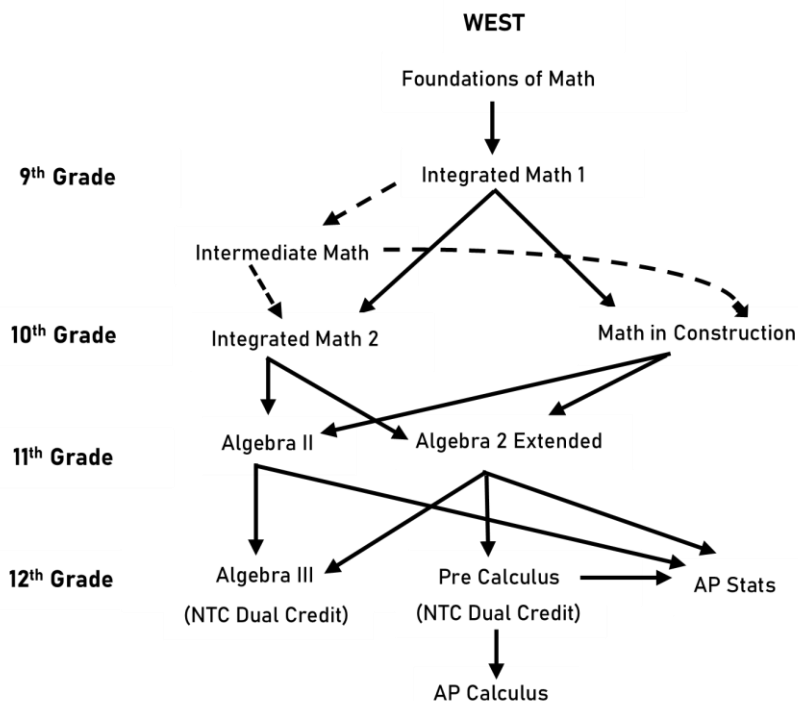 WEST
Foundations of Math
9th Grade
Integrated Math 1
Intermediate Math
10th Grade
Integrated Math 2
Math in Construction
11th Grade
Algebra II
Algebra 2 Extended
12th Grade
Algebra III
Pre Calculus
AP Stats
(NTC Dual Credit)
(NTC Dual Credit)
AP Calculus